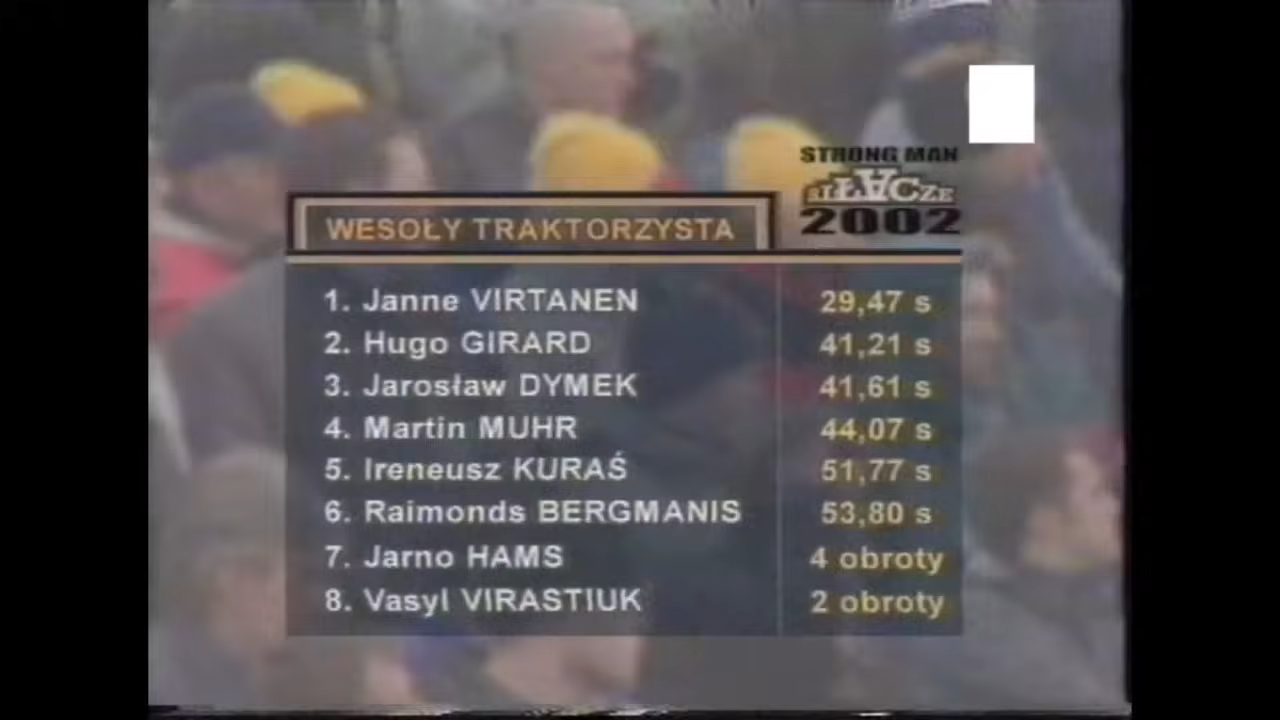 STRONG MAN
SIŁACZE
2002
WESOŁY TRAKTORZYSTA
1. Janne VIRTANEN 29,47 s
2. Hugo GIRARD 41,21 s
3. Jarosław DYMEK 41,61 s
4. Martin MUHR 44,07 s
5. Ireneusz KURAŚ 51,77 s
6. Raimonds BERGMANIS 53,80 s
7. Jarno HAMS 4 obroty
8. Vasyl VIRASTIUK 2 obroty